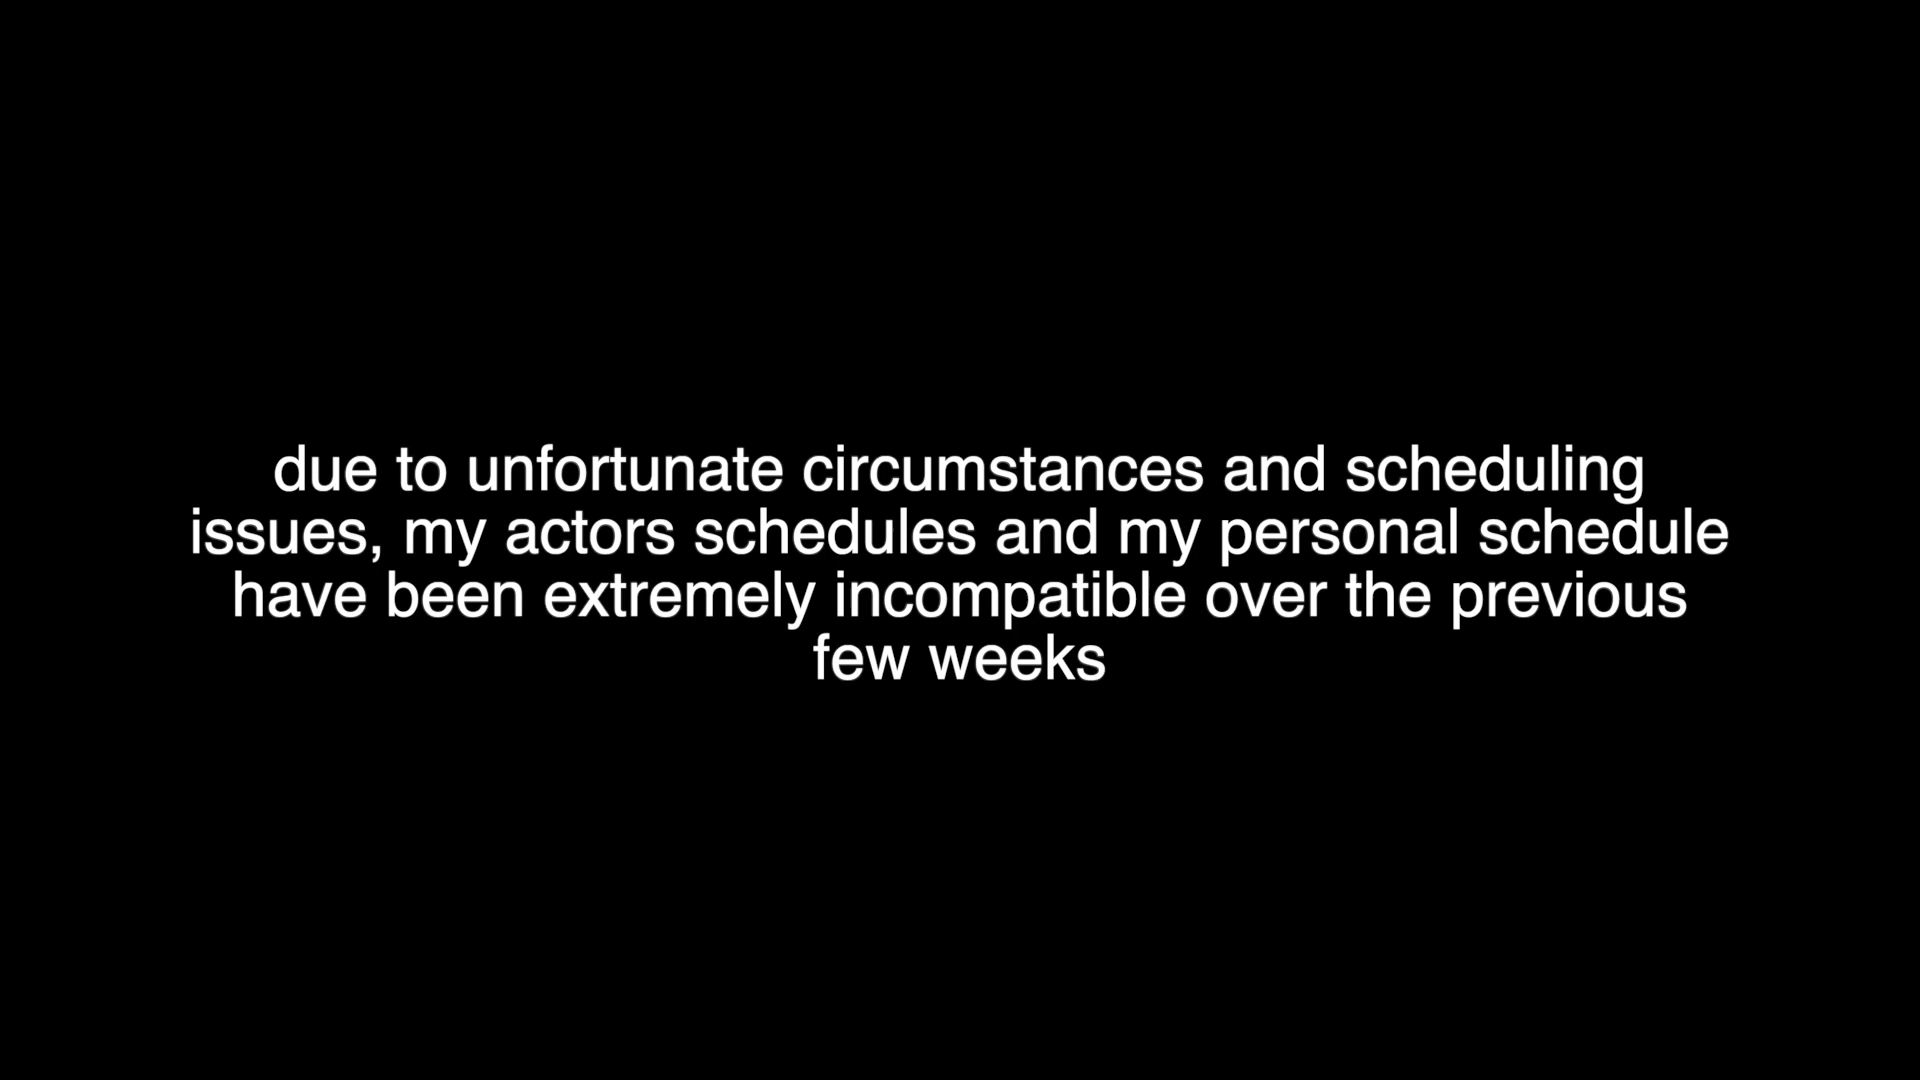 due to unfortunate circumstances and scheduling
issues, my actors schedules and my personal schedule
have been extremely incompatible over the previous
few weeks